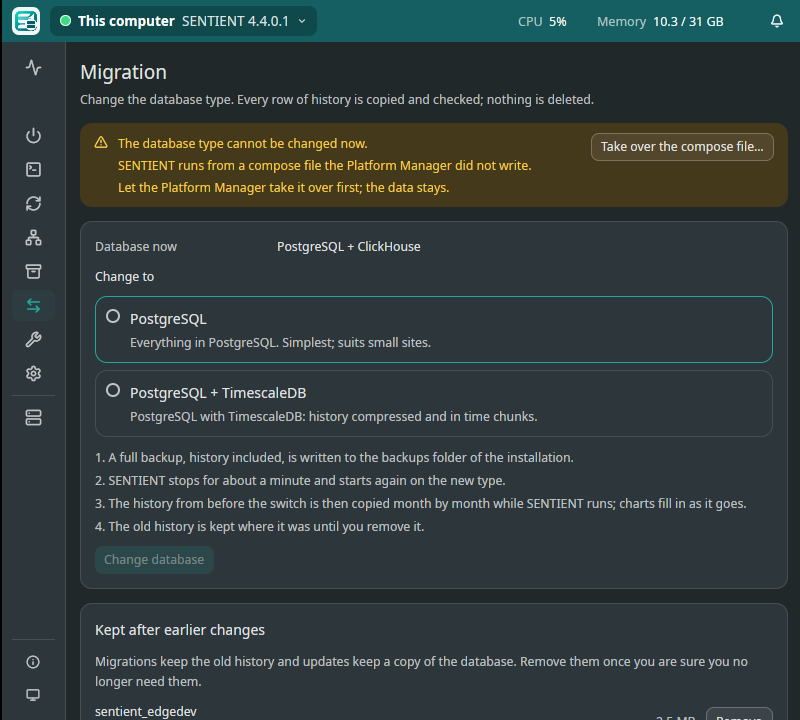 This computer SENTIENT 4.4.0.1
CPU 5% Memory 10.3 / 31 GB
Migration
Change the database type. Every row of history is copied and checked; nothing is deleted.
The database type cannot be changed now.
SENTIENT runs from a compose file the Platform Manager did not write.
Let the Platform Manager take it over first; the data stays.
Take over the compose file...
Database now PostgreSQL + ClickHouse
Change to
PostgreSQL
Everything in PostgreSQL. Simplest; suits small sites.
PostgreSQL + TimescaleDB
PostgreSQL with TimescaleDB: history compressed and in time chunks.
1. A full backup, history included, is written to the backups folder of the installation.
2. SENTIENT stops for about a minute and starts again on the new type.
3. The history from before the switch is then copied month by month while SENTIENT runs; charts fill in as it goes.
4. The old history is kept where it was until you remove it.
Change database
Kept after earlier changes
Migrations keep the old history and updates keep a copy of the database. Remove them once you are sure you no
longer need them.
sentient_edgedev
2.5 MB Remove